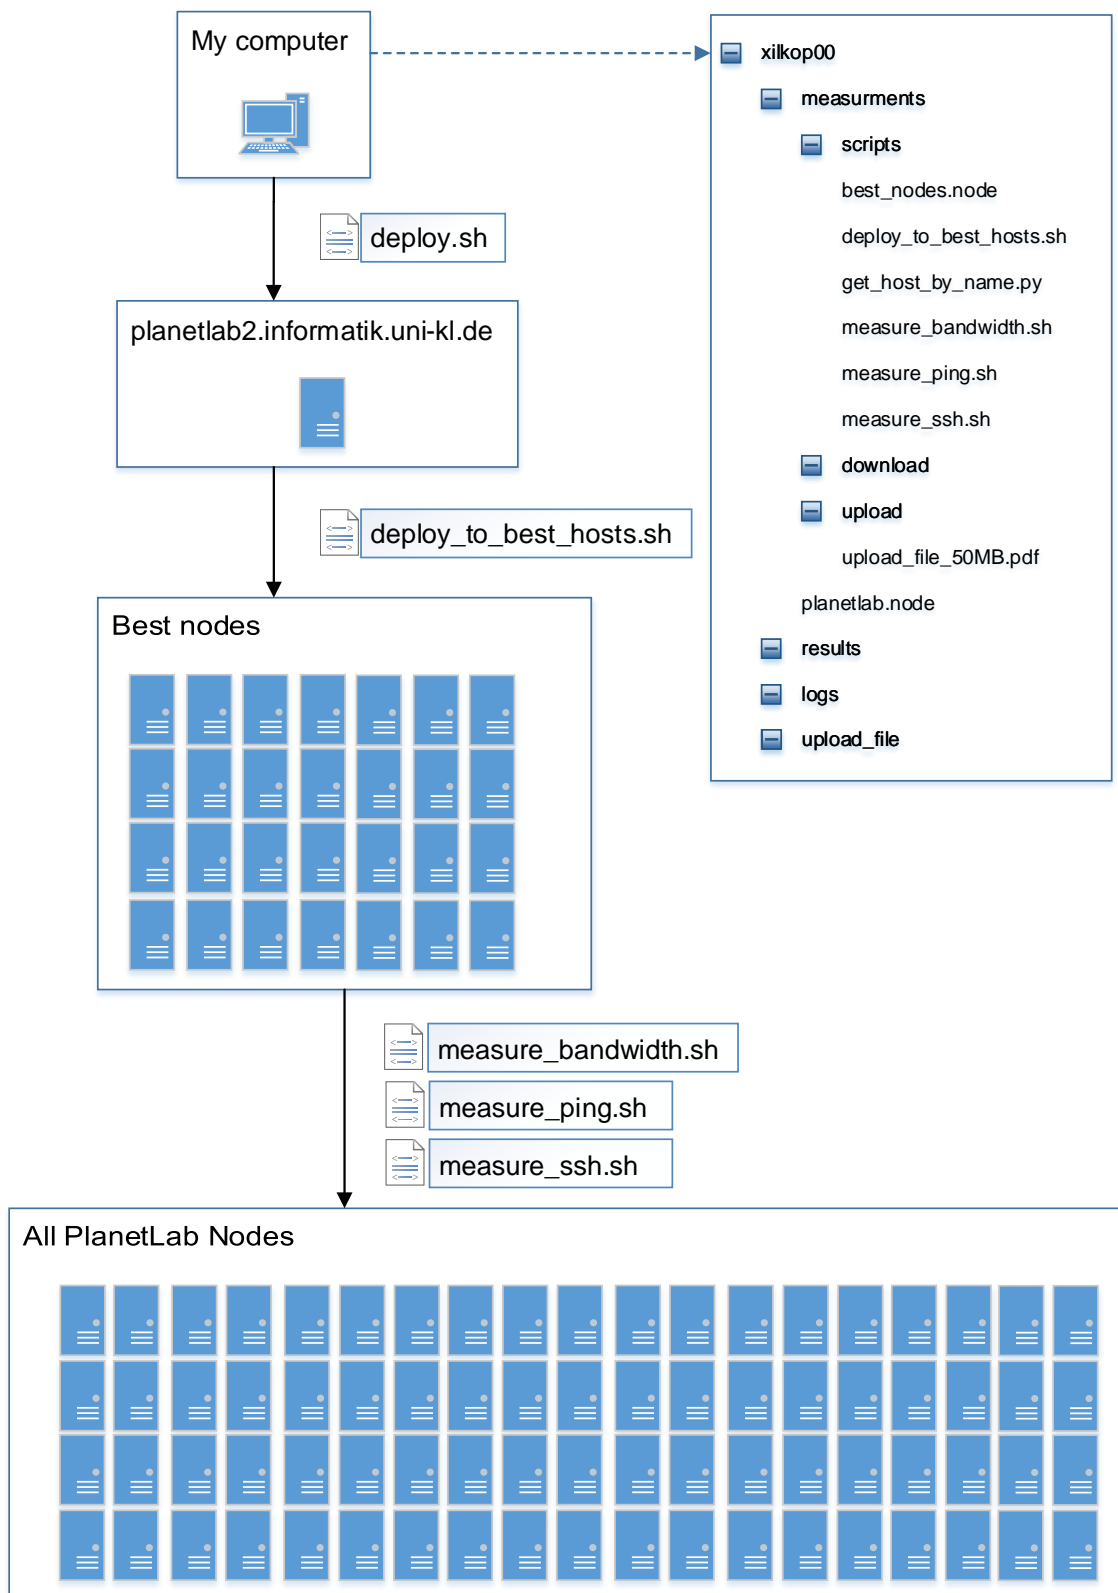 My computer
deploy.sh
planetlab2.informatik.uni-kl.de
deploy_to_best_hosts.sh
Best nodes
measure_bandwidth.sh
measure_ping.sh
measure_ssh.sh
All PlanetLab Nodes
xilkop00
measurments
scripts
best_nodes.node
deploy_to_best_hosts.sh
get_host_by_name.py
measure_bandwidth.sh
measure_ping.sh
measure_ssh.sh
download
upload
upload_file_50MB.pdf
planetlab.node
results
logs
upload_file